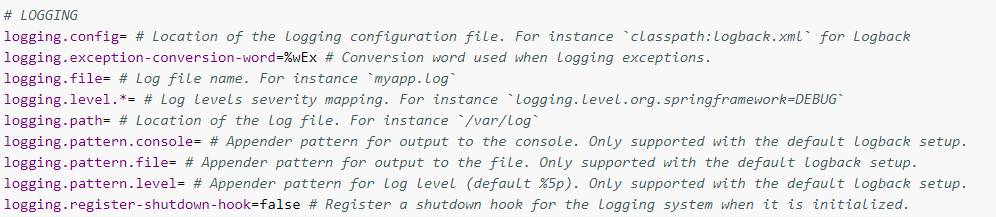 # LOGGING
logging.config= # Location of the logging configuration file. For instance `classpath:logback.xml` for Logback
logging.exception-conversion-word=%wEx # Conversion word used when logging exceptions.
logging.file= # Log file name. For instance `myapp.log`
logging.level.*= # Log levels severity mapping. For instance `logging.level.org.springframework=DEBUG`
logging.path= # Location of the log file. For instance `/var/log`
logging.pattern.console= # Appender pattern for output to the console. Only supported with the default logback setup.
logging.pattern.file= # Appender pattern for output to the file. Only supported with the default logback setup.
logging.pattern.level= # Appender pattern for log level (default %5p). Only supported with the default logback setup.
logging.register-shutdown-hook=false # Register a shutdown hook for the logging system when it is initialized.